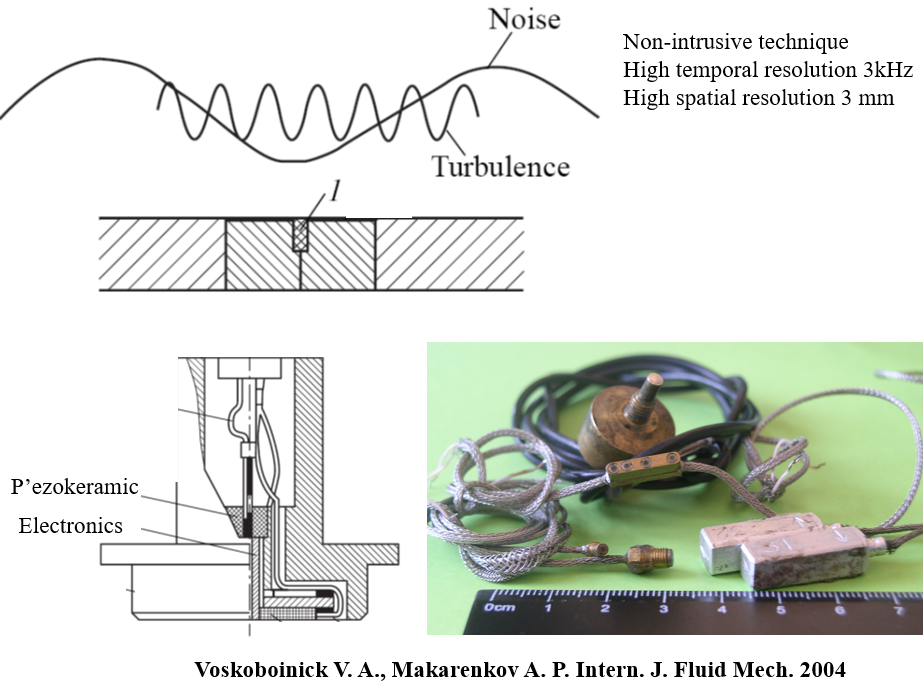 Noise
Non-intrusive technique
High temporal resolution 3kHz
High spatial resolution 3 mm
Turbulence
1
P’ezokeramic
Electronics
0cm 1 2 3 4 5 6 7
Voskoboinick V. A., Makarenkov A. P. Intern. J. Fluid Mech. 2004